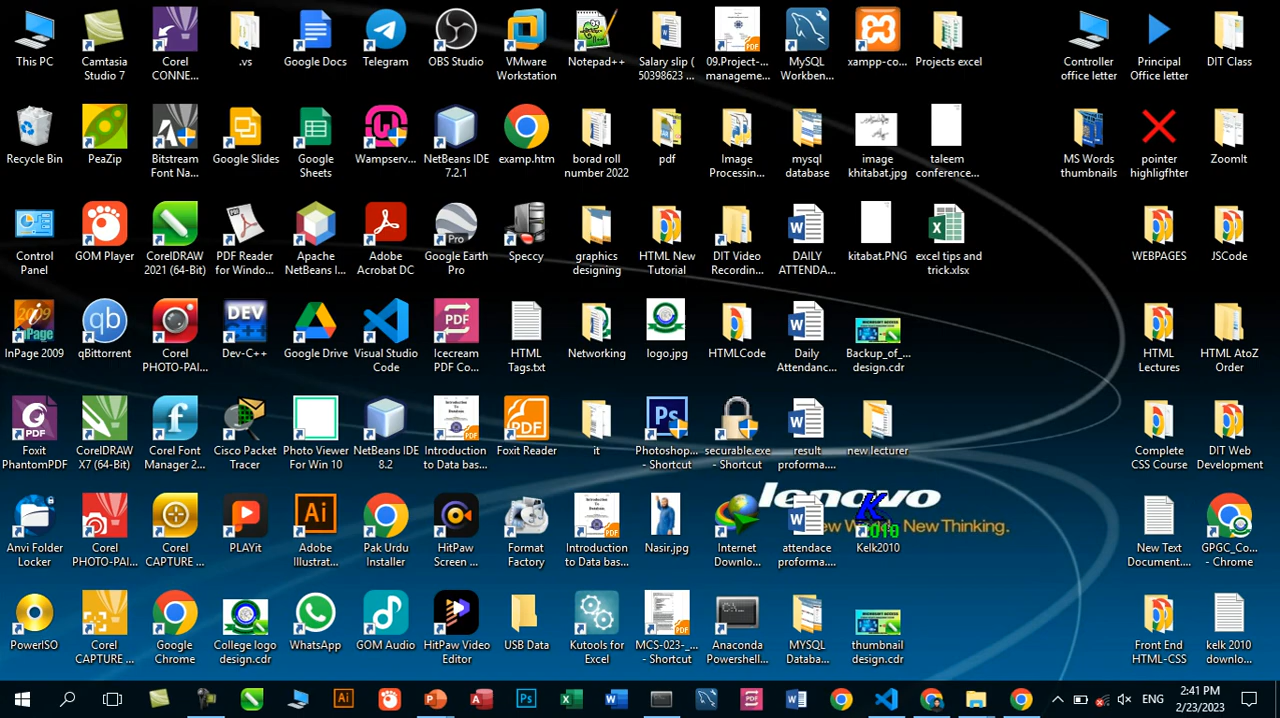 This PC
Camtasia Studio 7
Corel CONNE...
.vs
Google Docs
Telegram
OBS Studio
VMware Workstation
Notepad++
Salary slip ( 50398623 ...
09.Project-management...
MySQL Workben...
xampp-co...
Projects excel
Controller office letter
Principal Office letter
DIT Class
Recycle Bin
PeaZip
Bitstream Font Na...
Google Slides
Google Sheets
Wampserv...
NetBeans IDE 7.2.1
examp.htm
borad roll number 2022
pdf
Image Processing...
mysql database
image khitabat.jpg
taleem conference...
MS Words thumbnails
pointer highligfhter
ZoomIt
Control Panel
GOM Player
CorelDRAW 2021 (64-Bit)
PDF Reader for Window...
Apache NetBeans I...
Adobe Acrobat DC
Google Earth Pro
Speccy
graphics designing
HTML New Tutorial
DIT Video Recordin...
DAILY ATTENDA...
kitabat.PNG
excel tips and trick.xlsx
WEBPAGES
JSCode
InPage 2009
qBittorrent
Corel PHOTO-PAI...
Dev-C++
Google Drive
Visual Studio Code
Icecream PDF Co...
HTML Tags.txt
Networking
logo.jpg
HTMLCode
Daily Attendanc...
Backup_of_... design.cdr
HTML Lectures
HTML AtoZ Order
Foxit PhantomPDF
CorelDRAW X7 (64-Bit)
Corel Font Manager 2...
Cisco Packet Tracer
Photo Viewer For Win 10
NetBeans IDE 8.2
Introduction to Data bas...
Foxit Reader
it
Photoshop... - Shortcut
securable.exe - Shortcut
result proforma....
new lecturer
Complete CSS Course
DIT Web Development
lenovo
New World. New Thinking.
Anvi Folder Locker
Corel PHOTO-PAI...
Corel CAPTURE ...
PLAYit
Adobe Illustrat...
Pak Urdu Installer
HitPaw Screen ...
Format Factory
Introduction to Data bas...
Nasir.jpg
Internet Downlo...
attendace proforma....
Kelk2010
New Text Document....
GPGC_Co... - Chrome
PowerISO
Corel CAPTURE ...
Google Chrome
College logo design.cdr
WhatsApp
GOM Audio
HitPaw Video Editor
USB Data
Kutools for Excel
MCS-023-_... - Shortcut
Anaconda Powershell...
MYSQL Databa...
thumbnail design.cdr
Front End HTML-CSS
kelk 2010 downlo...
ENG
2:41 PM
2/23/2023